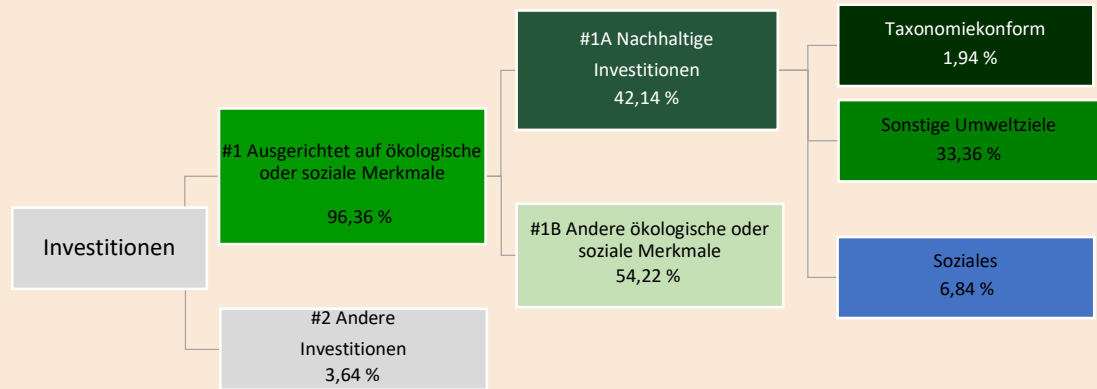 Investitionen
#1 Ausgerichtet auf ökologische
oder soziale Merkmale
96,36 %
#2 Andere
Investitionen
3,64 %
#1A Nachhaltige
Investitionen
42,14 %
#1B Andere ökologische oder
soziale Merkmale
54,22 %
Taxonomiekonform
1,94 %
Sonstige Umweltziele
33,36 %
Soziales
6,84 %